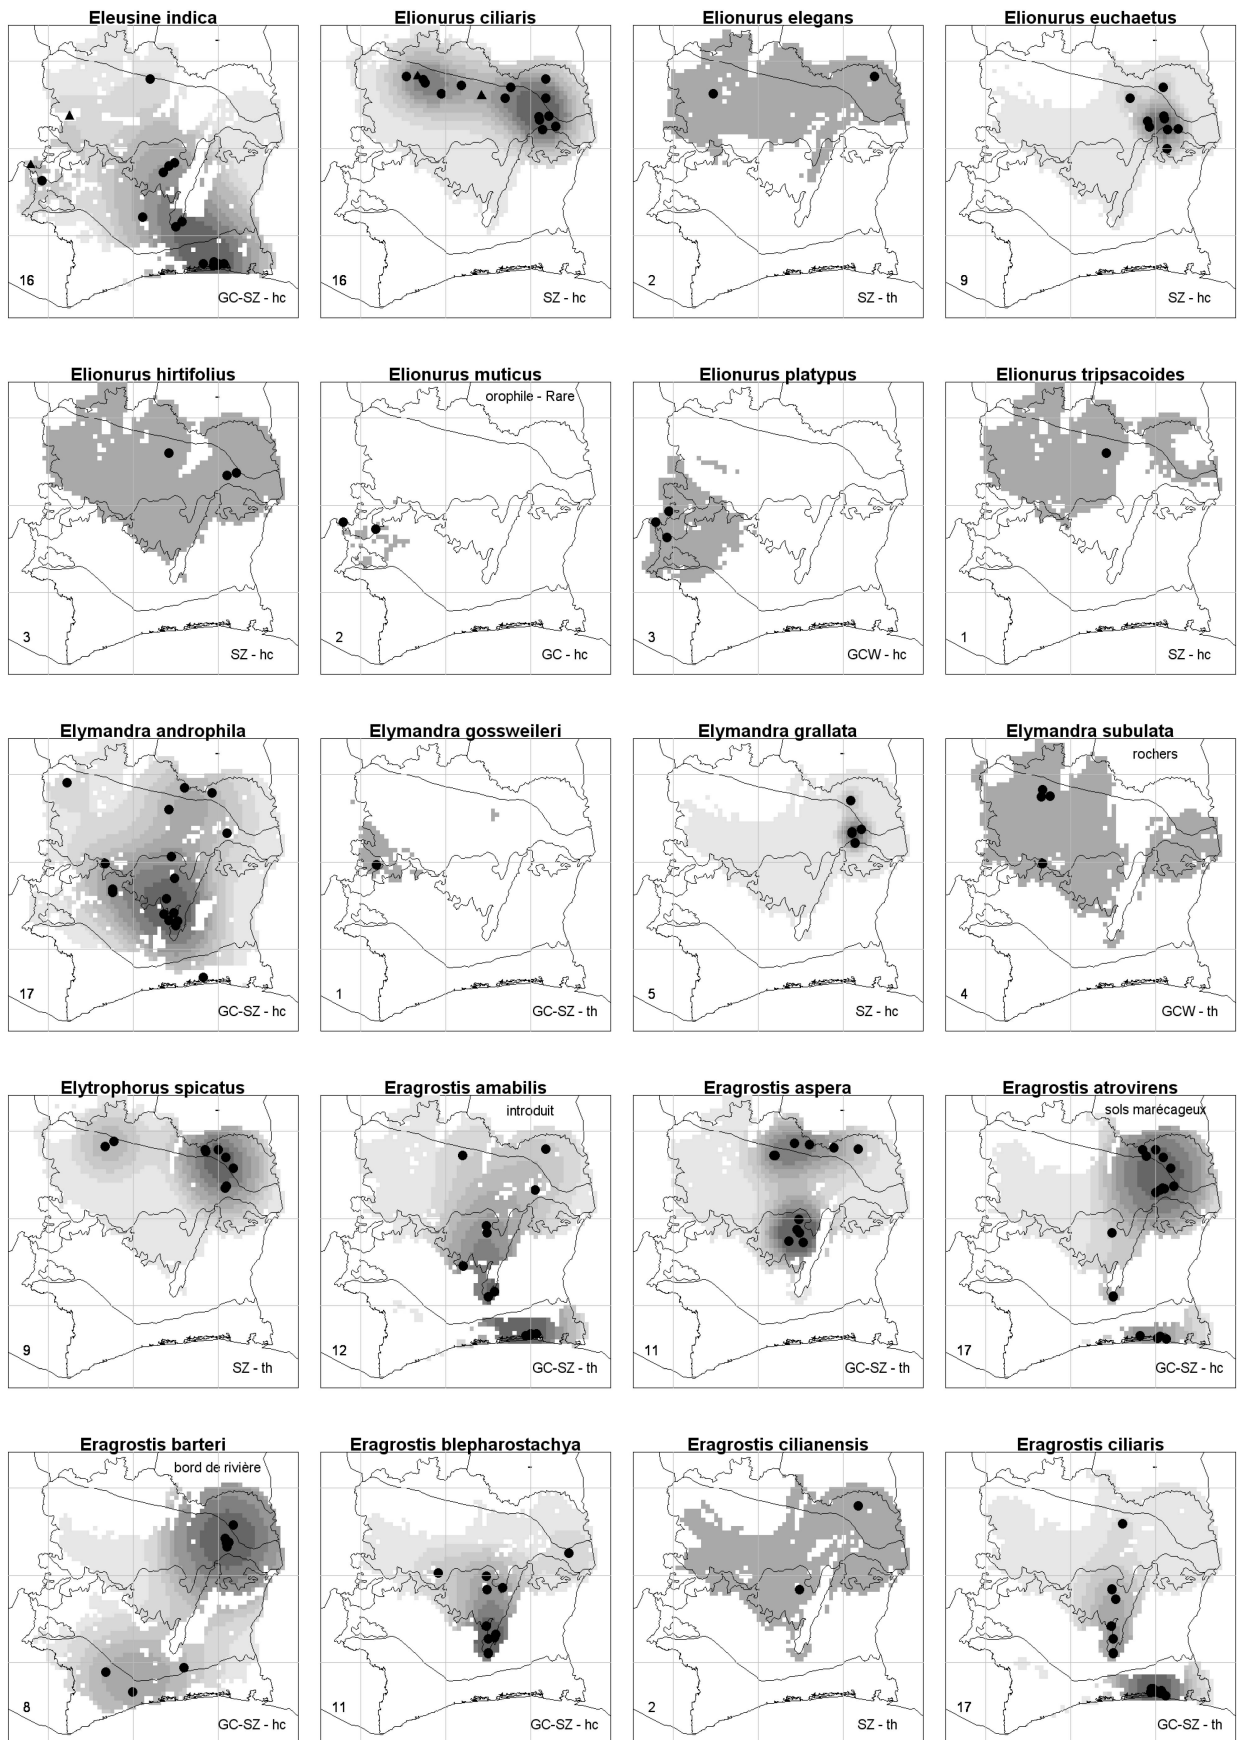 Eleusine indica
16
GC-SZ - hc
Elionurus ciliaris
16
SZ - hc
Elionurus elegans
2
SZ - th
Elionurus euchaetus
9
SZ - hc
Elionurus hirtifolius
3
SZ - hc
Elionurus muticus
orophile - Rare
2
GC - hc
Elionurus platypus
3
GCW - hc
Elionurus tripsacoides
1
SZ - hc
Elymandra androphila
17
GC-SZ - hc
Elymandra gossweileri
1
GC-SZ - th
Elymandra grallata
5
SZ - hc
Elymandra subulata
rochers
4
GCW - th
Elytrophorus spicatus
9
SZ - th
Eragrostis amabilis
introduit
12
GC-SZ - th
Eragrostis aspera
11
GC-SZ - th
Eragrostis atrovirens
sols marécageux
17
GC-SZ - hc
Eragrostis barteri
bord de rivière
8
GC-SZ - hc
Eragrostis blepharostachya
11
GC-SZ - hc
Eragrostis cilianensis
2
SZ - th
Eragrostis ciliaris
17
GC-SZ - th